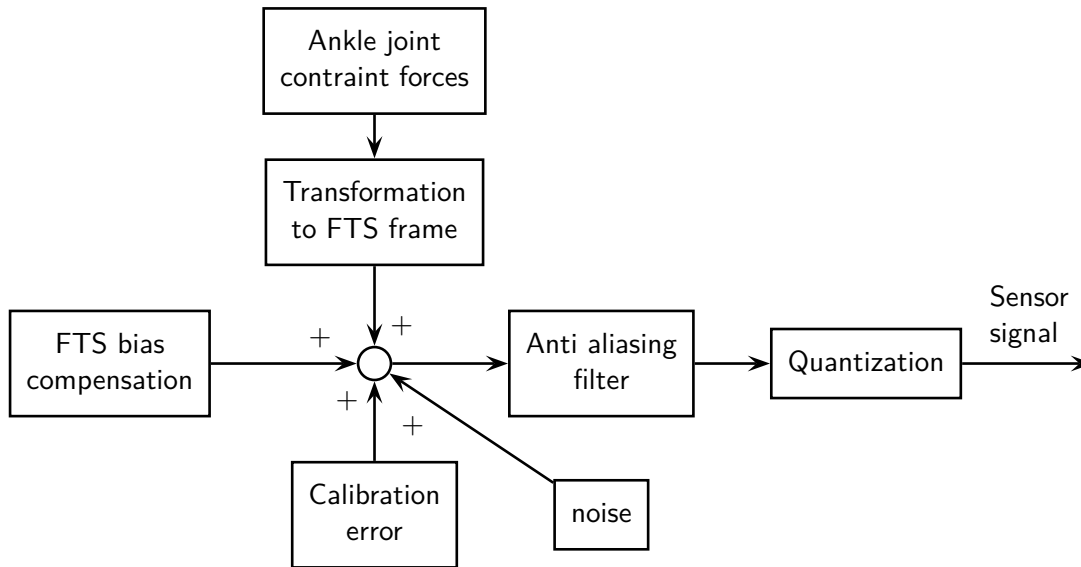 Ankle joint
contraint forces
Transformation
to FTS frame
Sensor
signal
+
+
FTS bias
compensation
Anti aliasing
filter
Quantization
+
+
Calibration
error
noise